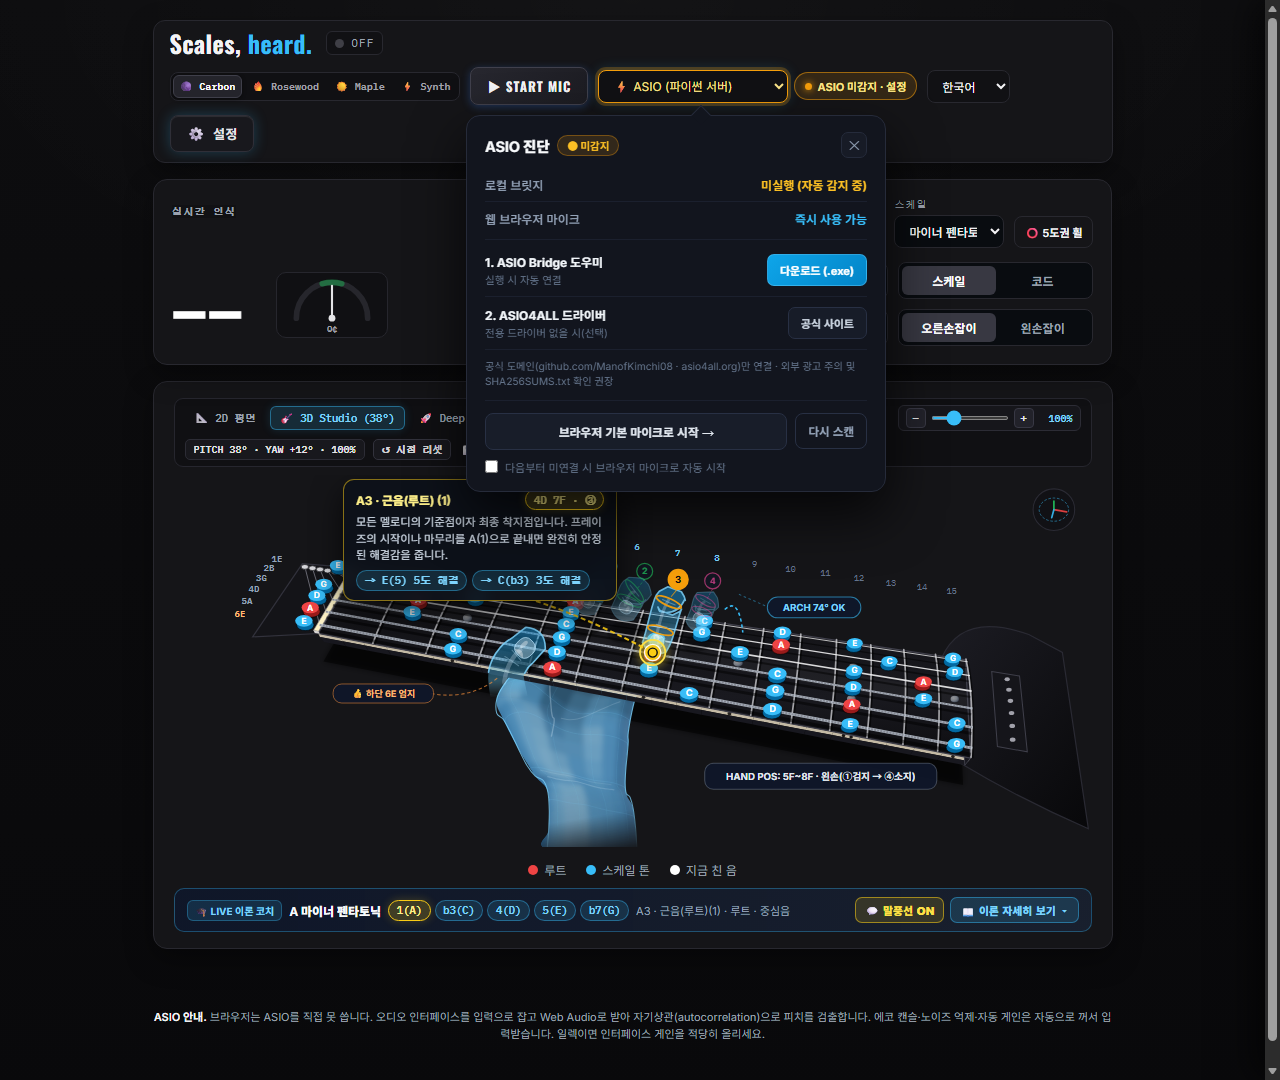 Scales, heard.
OFF
Carbon
Rosewood
Maple
Synth
▶ START MIC
ASIO (파이썬 서버)
ASIO 미감지 · 설정
한국어
설정
ASIO 진단
미감지
로컬 브릿지
미실행 (자동 감지 중)
웹 브라우저 마이크
즉시 사용 가능
1. ASIO Bridge 도우미
실행 시 자동 연결
다운로드 (.exe)
2. ASIO4ALL 드라이버
전용 드라이버 없을 시(선택)
공식 사이트
공식 도메인(github.com/ManofKimchi08 · asio4all.org)만 연결 · 외부 광고 주의 및
SHA256SUMS.txt 확인 권장
브라우저 기본 마이크로 시작 →
다시 스캔
다음부터 미연결 시 브라우저 마이크로 자동 시작
실시간 인식
0¢
스케일
마이너 펜타토
5도권 휠
스케일
코드
오른손잡이
왼손잡이
2D 평면
3D Studio (38°)
Deep
−
+
100%
PITCH 38° · YAW +12° · 100%
↺ 시점 리셋
A3 · 근음(루트) (1)
4D 7F · ③
모든 멜로디의 기준점이자 최종 착지점입니다. 프레이
즈의 시작이나 마무리를 A(1)으로 끝내면 완전히 안정
된 해결감을 줍니다.
→ E(5) 5도 해결
→ C(b3) 3도 해결
6 7 8 9 10 11 12 13 14 15
1E
2B
3G
4D
5A
6E
2 3 4
ARCH 74° OK
E G D A E
E C G
E C G D A
A E
C G E C G D
D A E C G D
C G D A
E A E C G
👍 하단 6E 엄지
HAND POS: 5F~8F · 왼손(①검지 → ④소지)
루트
스케일 톤
지금 친 음
LIVE 이론 코치
A 마이너 펜타토닉
1(A)
b3(C)
4(D)
5(E)
b7(G)
A3 · 근음(루트)(1) · 루트 · 중심음
말풍선 ON
이론 자세히 보기
ASIO 안내. 브라우저는 ASIO를 직접 못 씁니다. 오디오 인터페이스를 입력으로 잡고 Web Audio로 받아 자기상관(autocorrelation)으로 피치를 검출합니다. 에코 캔슬·노이즈 억제·자동 게인은 자동으로 꺼서 입
력받습니다. 일렉이면 인터페이스 게인을 적당히 올리세요.